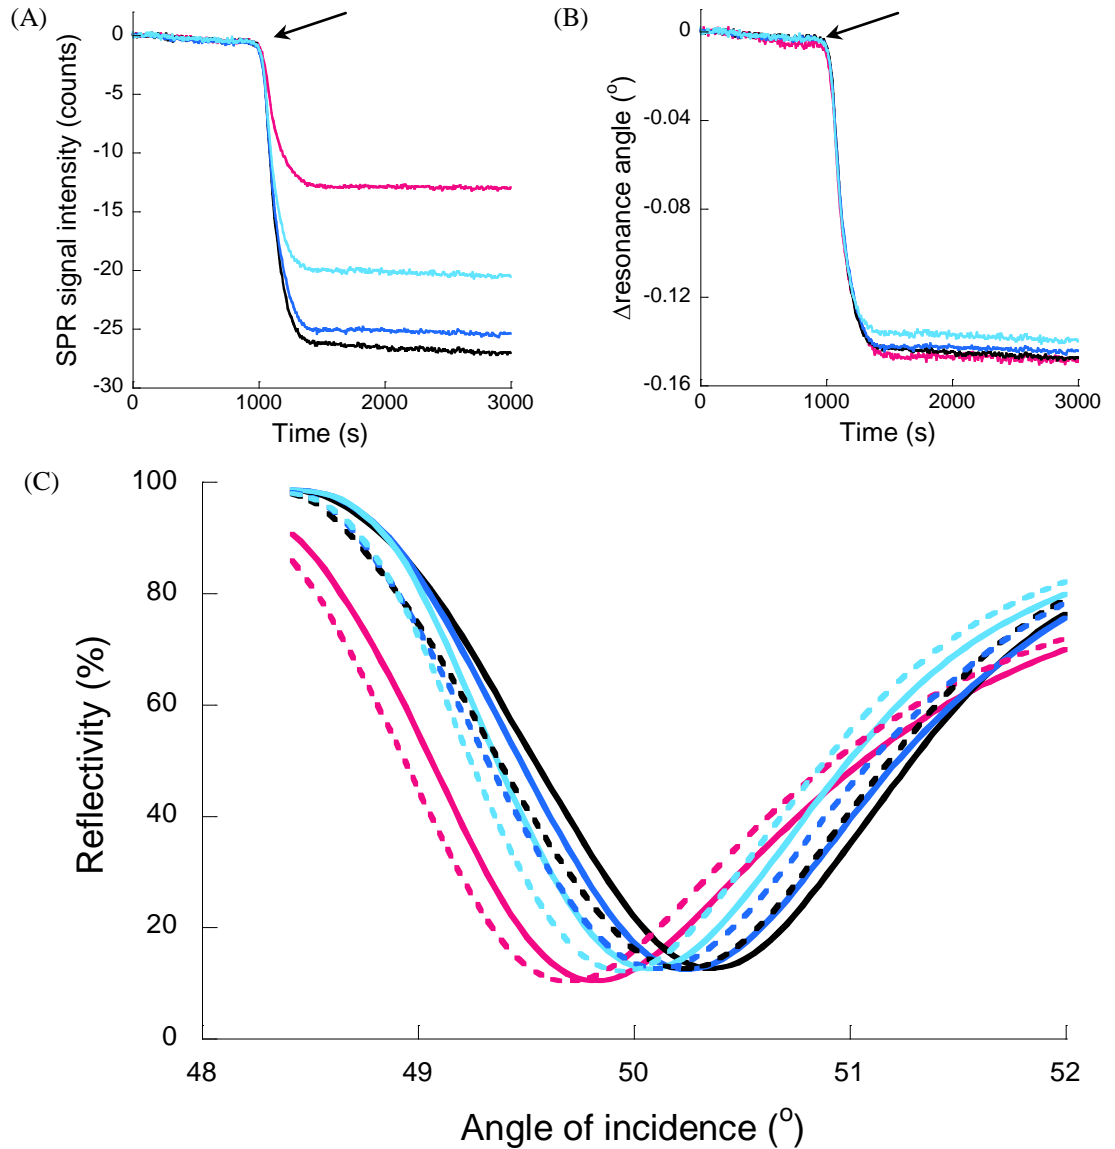 (A)
SPR signal intensity (counts)
0
-5
-10
-15
-20
-25
-30
0 1000 2000 3000
Time (s)
(B)
Δresonance angle (°)
0
-0.04
-0.08
-0.12
-0.16
0 1000 2000 3000
Time (s)
(C)
Reflectivity (%)
100
80
60
40
20
0
48 49 50 51 52
Angle of incidence (°)